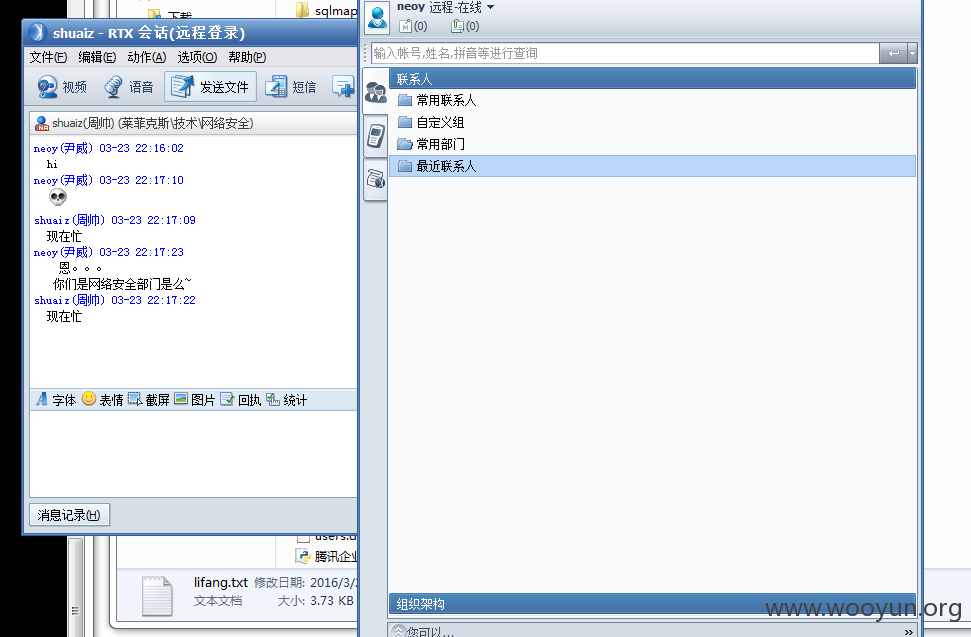 下载
sqlmap
shuaiz - RTX 会话(远程登录)
文件(F) 编辑(E) 动作(A) 选项(O) 帮助(P)
视频 语音 发送文件 短信
shuaiz(周帅) (莱菲克斯\技术\网络安全)
neoy(尹威) 03-23 22:16:02
hi
neoy(尹威) 03-23 22:17:10
shuaiz(周帅) 03-23 22:17:09
现在忙
neoy(尹威) 03-23 22:17:23
恩。。。
你们是网络安全部门是么~
shuaiz(周帅) 03-23 22:17:22
现在忙
字体 表情 截屏 图片 回执 统计
消息记录(H)
腾讯企业
lifang.txt 修改日期: 2016/3/2
文本文档 大小: 3.73 KB
neoy 远程-在线
(0) (0)
输入帐号,姓名,拼音等进行查询
联系人
常用联系人
自定义组
常用部门
最近联系人
组织架构
您可以... »
www.wooyun.org